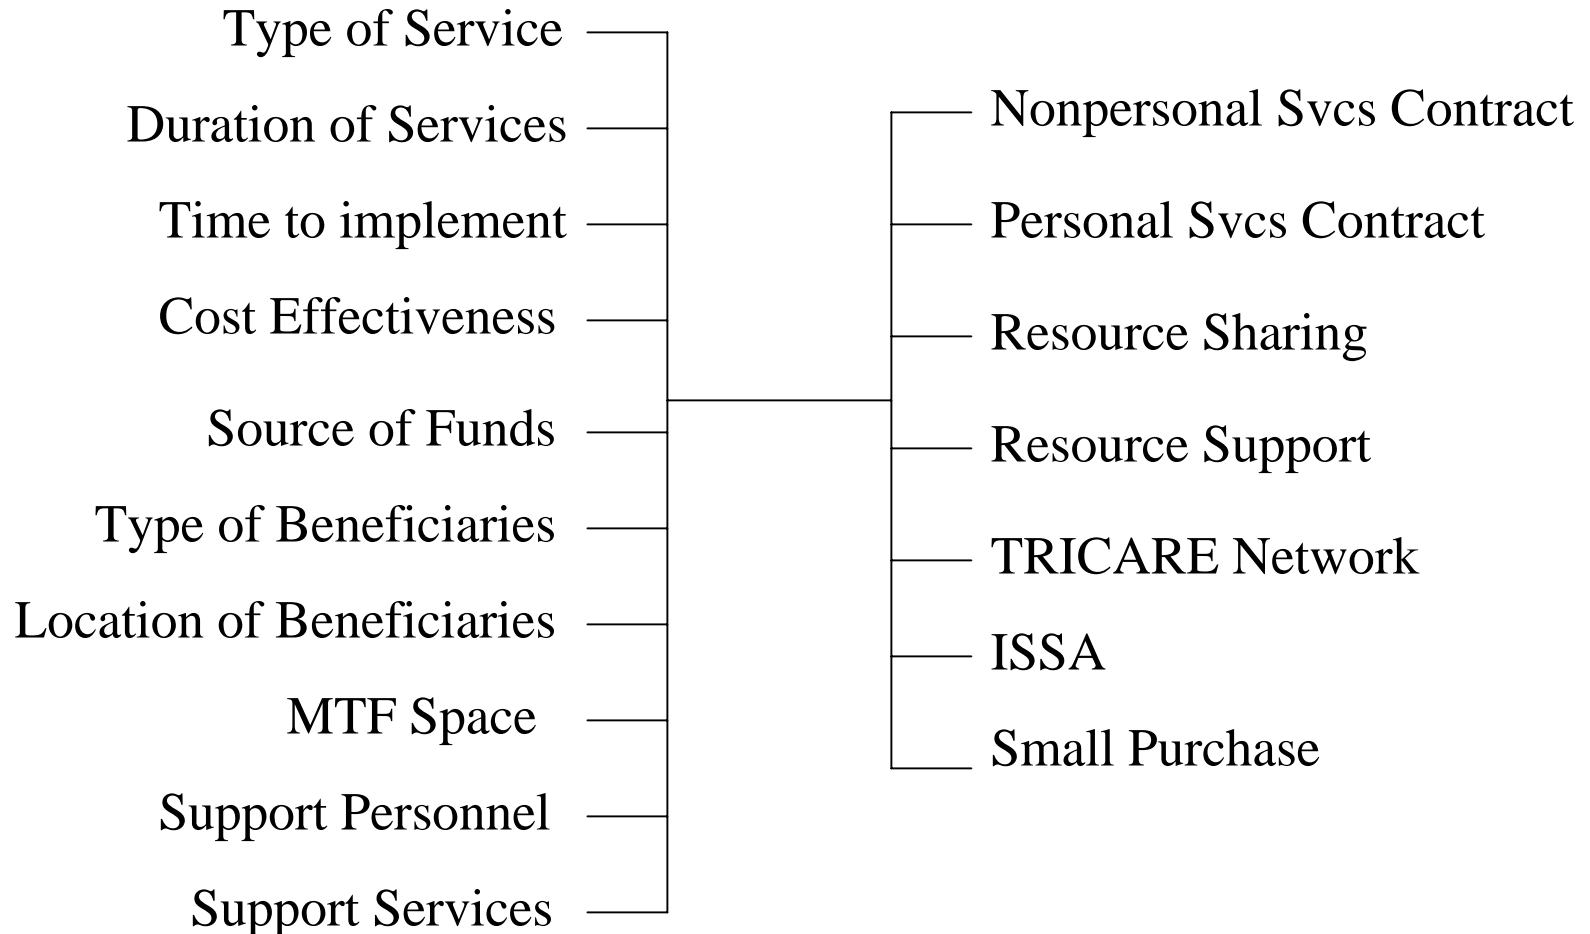 Type of Service
Duration of Services
Time to implement
Cost Effectiveness
Source of Funds
Type of Beneficiaries
Location of Beneficiaries
MTF Space
Support Personnel
Support Services
Nonpersonal Svcs Contract
Personal Svcs Contract
Resource Sharing
Resource Support
TRICARE Network
ISSA
Small Purchase